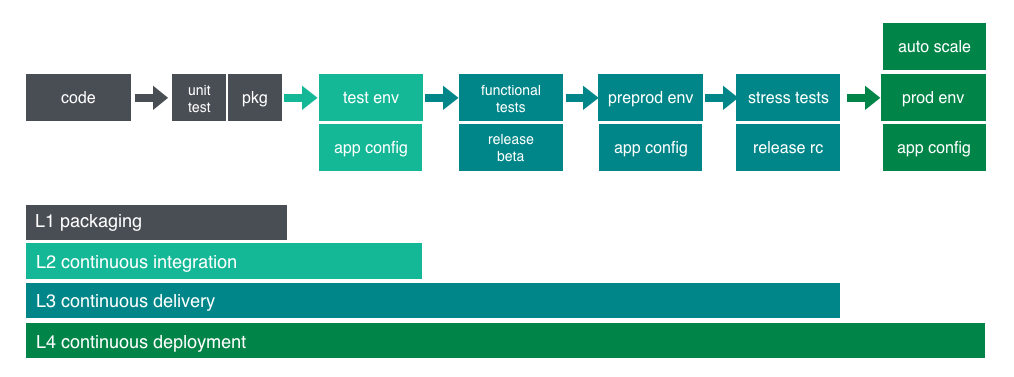 auto scale
code
unit
test
pkg
test env
functional
tests
preprod env
stress tests
prod env
app config
release
beta
app config
release rc
app config
L1 packaging
L2 continuous integration
L3 continuous delivery
L4 continuous deployment